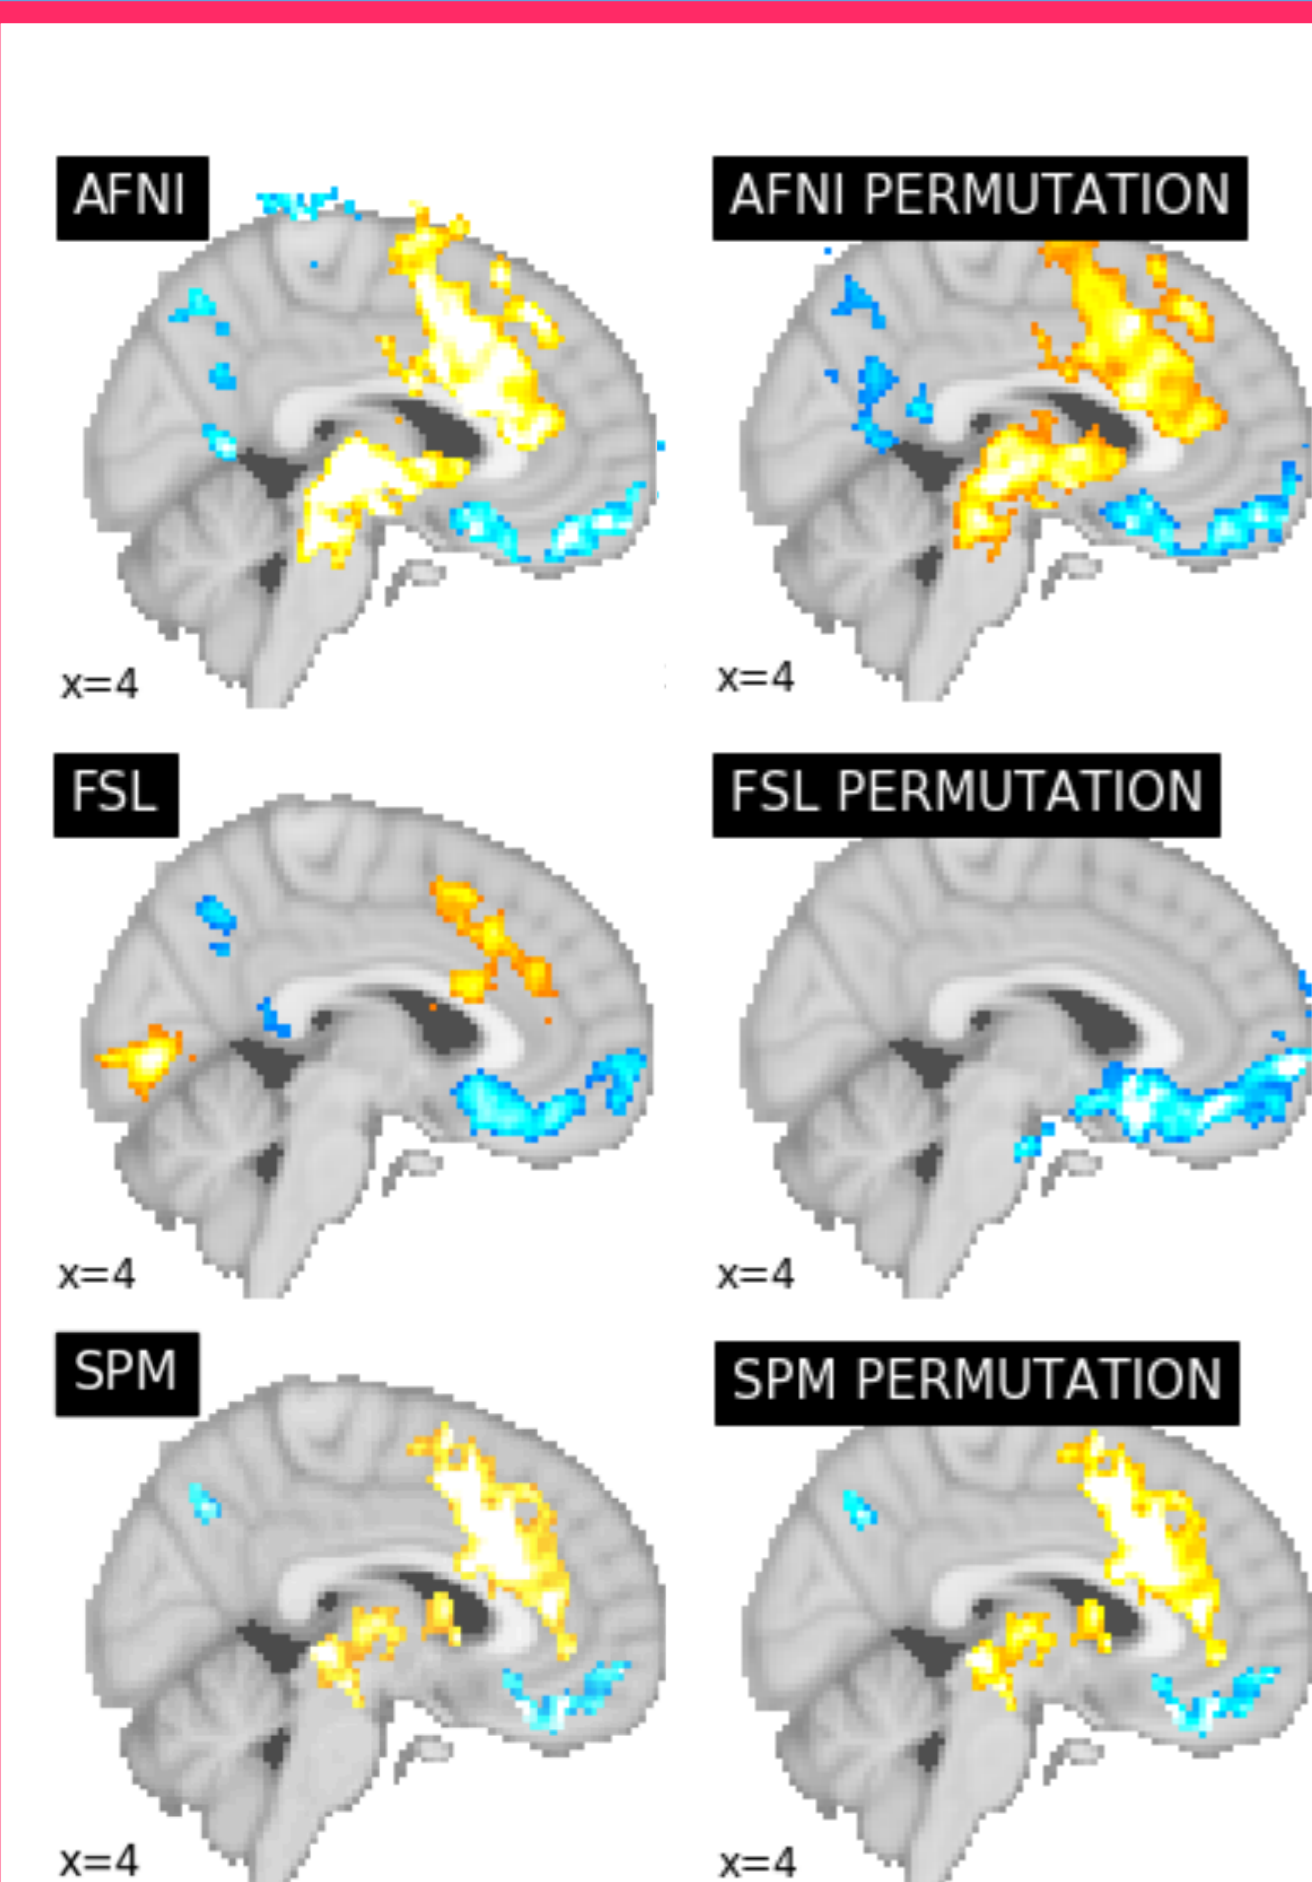 AFNI
AFNI PERMUTATION
x=4
x=4
FSL
FSL PERMUTATION
x=4
x=4
SPM
SPM PERMUTATION
x=4
x=4